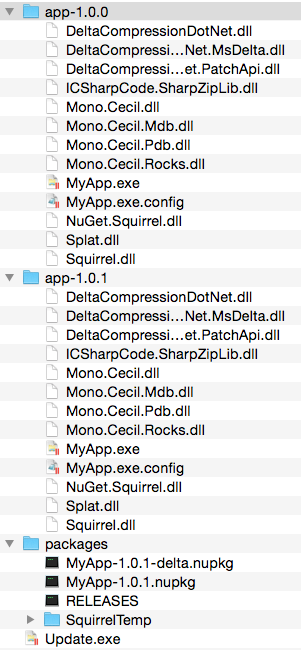 app-1.0.0
DeltaCompressionDotNet.dll
DeltaCompressi...Net.MsDelta.dll
DeltaCompressi...et.PatchApi.dll
ICSharpCode.SharpZipLib.dll
Mono.Cecil.dll
Mono.Cecil.Mdb.dll
Mono.Cecil.Pdb.dll
Mono.Cecil.Rocks.dll
MyApp.exe
MyApp.exe.config
NuGet.Squirrel.dll
Splat.dll
Squirrel.dll
app-1.0.1
DeltaCompressionDotNet.dll
DeltaCompressi...Net.MsDelta.dll
DeltaCompressi...et.PatchApi.dll
ICSharpCode.SharpZipLib.dll
Mono.Cecil.dll
Mono.Cecil.Mdb.dll
Mono.Cecil.Pdb.dll
Mono.Cecil.Rocks.dll
MyApp.exe
MyApp.exe.config
NuGet.Squirrel.dll
Splat.dll
Squirrel.dll
packages
MyApp-1.0.1-delta.nupkg
MyApp-1.0.1.nupkg
RELEASES
SquirrelTemp
Update.exe